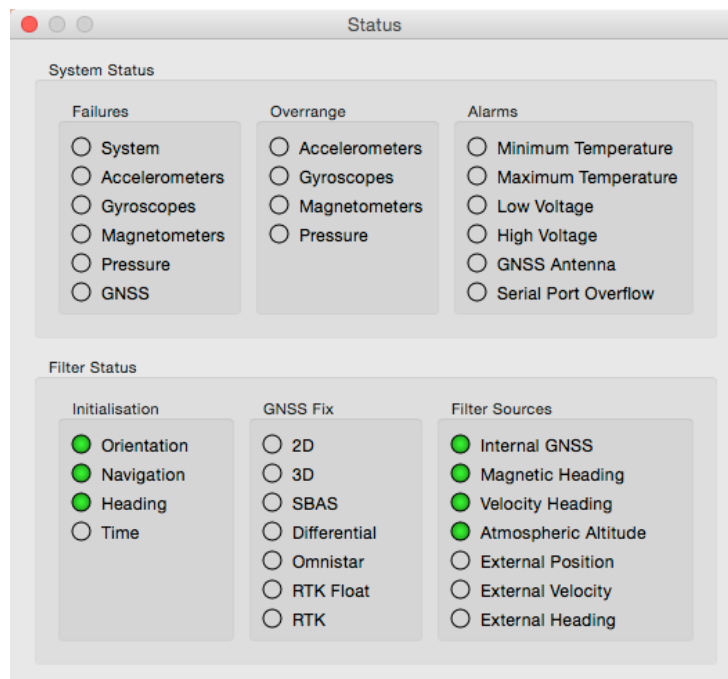 Status
System Status
Failures
System
Accelerometers
Gyroscopes
Magnetometers
Pressure
GNSS
Overrange
Accelerometers
Gyroscopes
Magnetometers
Pressure
Alarms
Minimum Temperature
Maximum Temperature
Low Voltage
High Voltage
GNSS Antenna
Serial Port Overflow
Filter Status
Initialisation
Orientation
Navigation
Heading
Time
GNSS Fix
2D
3D
SBAS
Differential
Omnistar
RTK Float
RTK
Filter Sources
Internal GNSS
Magnetic Heading
Velocity Heading
Atmospheric Altitude
External Position
External Velocity
External Heading